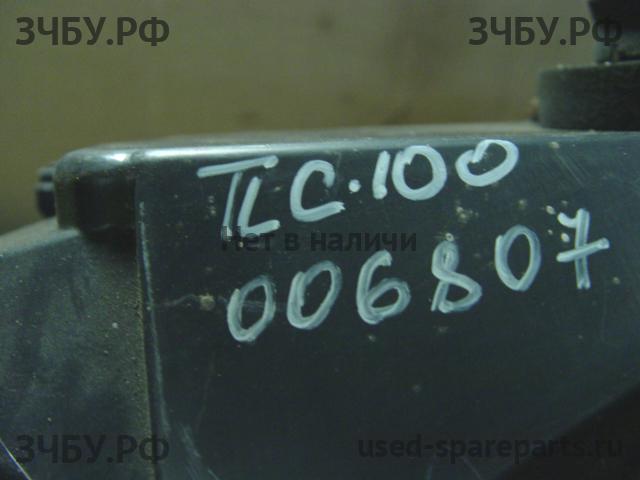 ЗЧБУ.РФ ЗЧБУ.РФ
TLC.100
Нет в наличии
006807
ЗЧБУ.РФ used-spareparts.ru